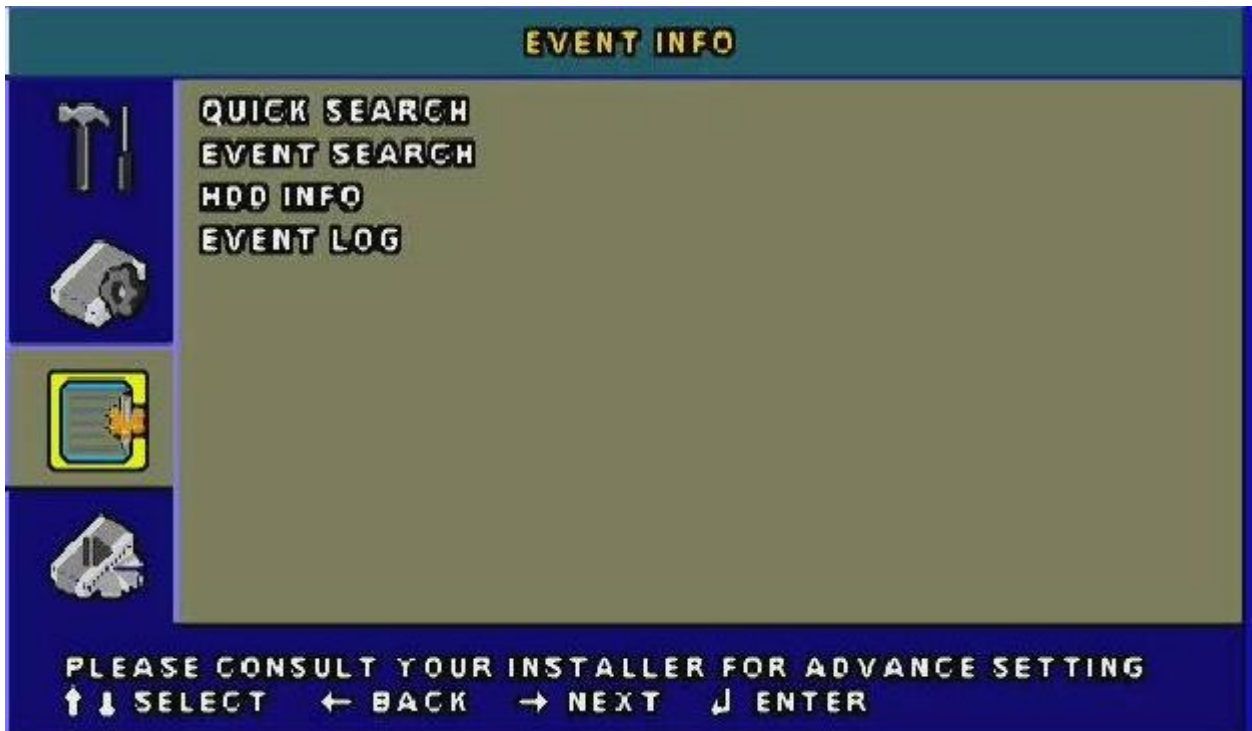 EVENT INFO
QUICK SEARCH
EVENT SEARCH
HDD INFO
EVENT LOG
PLEASE CONSULT YOUR INSTALLER FOR ADVANCE SETTING
↑ ↓ SELECT ← BACK → NEXT ↲ ENTER